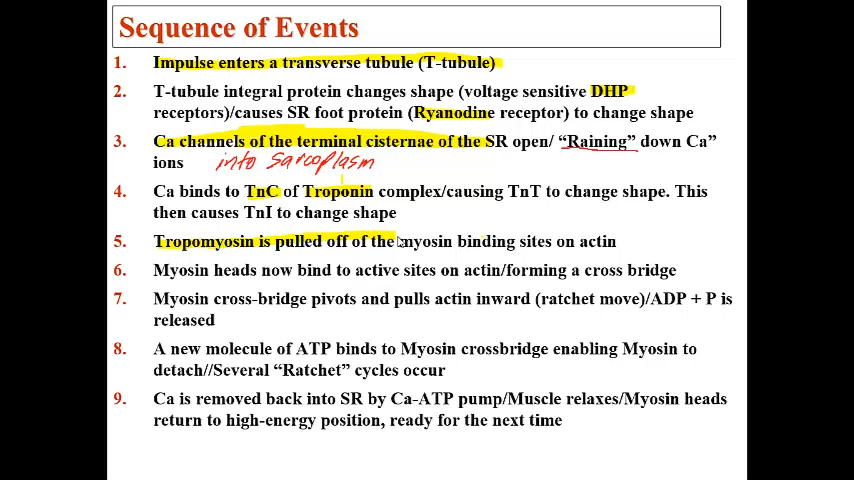 Sequence of Events
1. Impulse enters a transverse tubule (T-tubule)
2. T-tubule integral protein changes shape (voltage sensitive DHP
receptors)/causes SR foot protein (Ryanodine receptor) to change shape
3. Ca channels of the terminal cisternae of the SR open/ “Raining” down Ca”
ions into sarcoplasm
4. Ca binds to TnC of Troponin complex/causing TnT to change shape. This
then causes TnI to change shape
5. Tropomyosin is pulled off of the myosin binding sites on actin
6. Myosin heads now bind to active sites on actin/forming a cross bridge
7. Myosin cross-bridge pivots and pulls actin inward (ratchet move)/ADP + P is
released
8. A new molecule of ATP binds to Myosin crossbridge enabling Myosin to
detach//Several “Ratchet” cycles occur
9. Ca is removed back into SR by Ca-ATP pump/Muscle relaxes/Myosin heads
return to high-energy position, ready for the next time